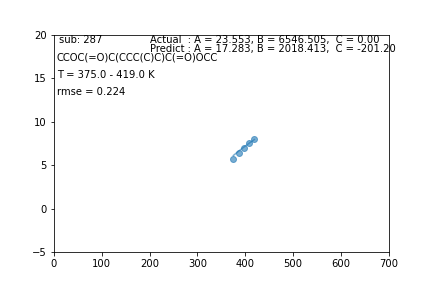 sub: 287
Actual : A = 23.553, B = 6546.505, C = 0.00
Predict : A = 17.283, B = 2018.413, C = -201.20
CCOC(=O)C(CCC(C)C)C(=O)OCC
T = 375.0 - 419.0 K
rmse = 0.224
20
15
10
5
0
−5
0 100 200 300 400 500 600 700